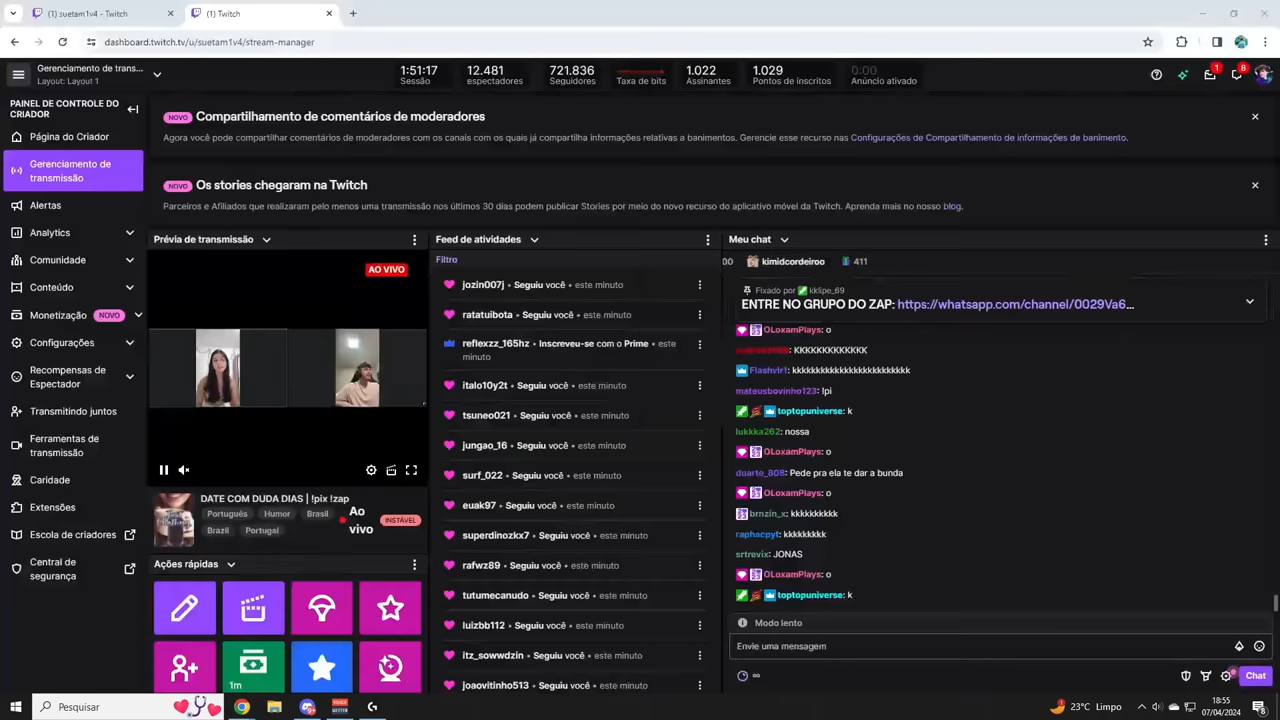 (1) suetam1v4 - Twitch
(1) Twitch
dashboard.twitch.tv/u/suetam1v4/stream-manager
Gerenciamento de trans...
Layout: Layout 1
1:51:17
Sessão
12.481
espectadores
721.836
Seguidores
Taxa de bits
1.022
Assinantes
1.029
Pontos de inscritos
0:00
Anúncio ativado
1
8
PAINEL DE CONTROLE DO
CRIADOR
Página do Criador
Gerenciamento de
transmissão
Alertas
Analytics
Comunidade
Conteúdo
Monetização NOVO
Configurações
Recompensas de
Espectador
Transmitindo juntos
Ferramentas de
transmissão
Caridade
Extensões
Escola de criadores
Central de
segurança
NOVO Compartilhamento de comentários de moderadores
Agora você pode compartilhar comentários de moderadores com os canais com os quais já compartilha informações relativas a banimentos. Gerencie esse recurso nas Configurações de Compartilhamento de informações de banimento.
NOVO Os stories chegaram na Twitch
Parceiros e Afiliados que realizaram pelo menos uma transmissão nos últimos 30 dias podem publicar Stories por meio do novo recurso do aplicativo móvel da Twitch. Aprenda mais no nosso blog.
Prévia de transmissão
AO VIVO
DATE COM DUDA DIAS | !pix !zap
Português Humor Brasil
Brazil Portugal
Ao
vivo
INSTÁVEL
Ações rápidas
1m
Feed de atividades
Filtro
jozin007j • Seguiu você • este minuto
ratatuibota • Seguiu você • este minuto
reflexzz_165hz • Inscreveu-se com o Prime • este
minuto
italo10y2t • Seguiu você • este minuto
tsuneo021 • Seguiu você • este minuto
jungao_16 • Seguiu você • este minuto
surf_022 • Seguiu você • este minuto
euak97 • Seguiu você • este minuto
superdinozkx7 • Seguiu você • este minuto
rafwz89 • Seguiu você • este minuto
tutumecanudo • Seguiu você • este minuto
luizbb112 • Seguiu você • este minuto
itz_sowwdzin • Seguiu você • este minuto
joaovitinho513 • Seguiu você • este minuto
Meu chat
00 kimidcordeiroo 411
Fixado por kklipe_69
ENTRE NO GRUPO DO ZAP: https://whatsapp.com/channel/0029Va6...
OLoxamPlays: o
KKKKKKKKKKKKK
Flashvir1: kkkkkkkkkkkkkkkkkkkkkkkk
mateusbovinho123: !pi
toptopuniverse: k
lukkka262: nossa
OLoxamPlays: o
duarte_808: Pede pra ela te dar a bunda
OLoxamPlays: o
brnzin_x: kkkkkkkkk
raphacpyt: kkkkkkkkk
srtrevix: JONAS
OLoxamPlays: o
toptopuniverse: k
Modo lento
Envie uma mensagem
Chat
Pesquisar
23°C Limpo
18:55
07/04/2024
8